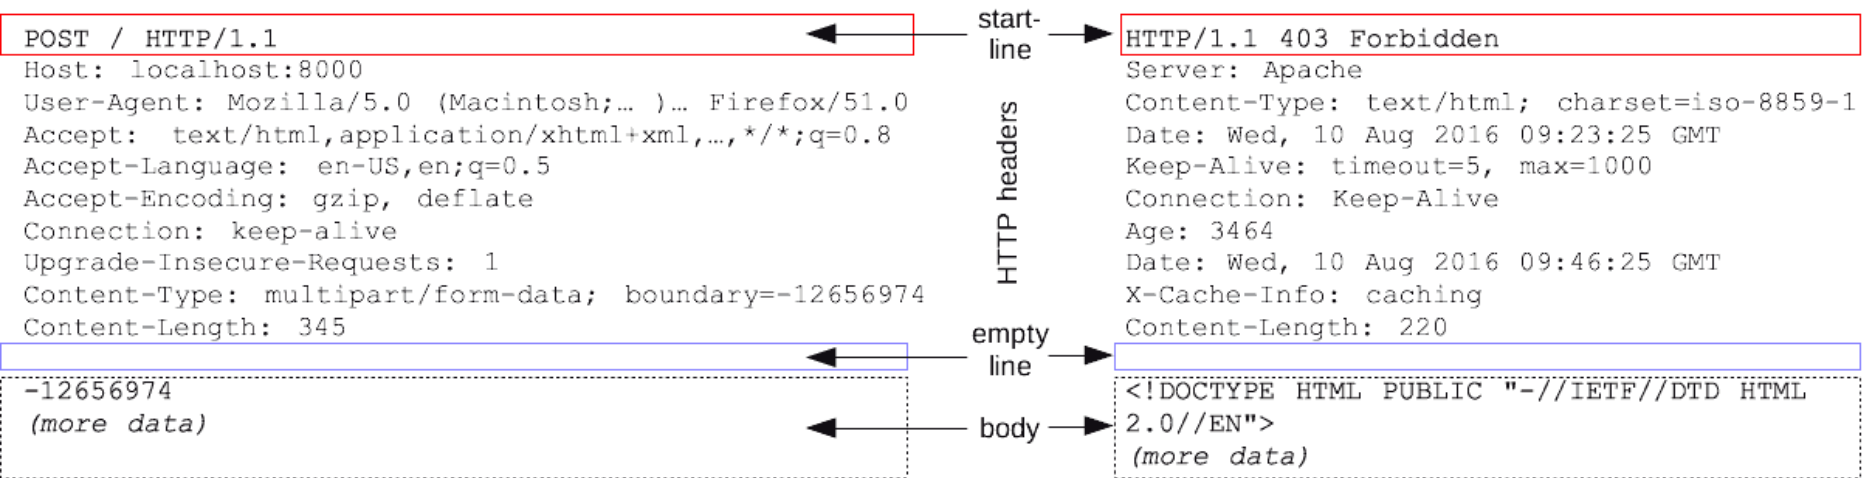 POST / HTTP/1.1
Host: localhost:8000
User-Agent: Mozilla/5.0 (Macintosh;… )… Firefox/51.0
Accept: text/html,application/xhtml+xml,…,*/*;q=0.8
Accept-Language: en-US,en;q=0.5
Accept-Encoding: gzip, deflate
Connection: keep-alive
Upgrade-Insecure-Requests: 1
Content-Type: multipart/form-data; boundary=-12656974
Content-Length: 345
-12656974
(more data)
start-
line
HTTP headers
empty
line
body
HTTP/1.1 403 Forbidden
Server: Apache
Content-Type: text/html; charset=iso-8859-1
Date: Wed, 10 Aug 2016 09:23:25 GMT
Keep-Alive: timeout=5, max=1000
Connection: Keep-Alive
Age: 3464
Date: Wed, 10 Aug 2016 09:46:25 GMT
X-Cache-Info: caching
Content-Length: 220
<!DOCTYPE HTML PUBLIC "-//IETF//DTD HTML
2.0//EN">
(more data)